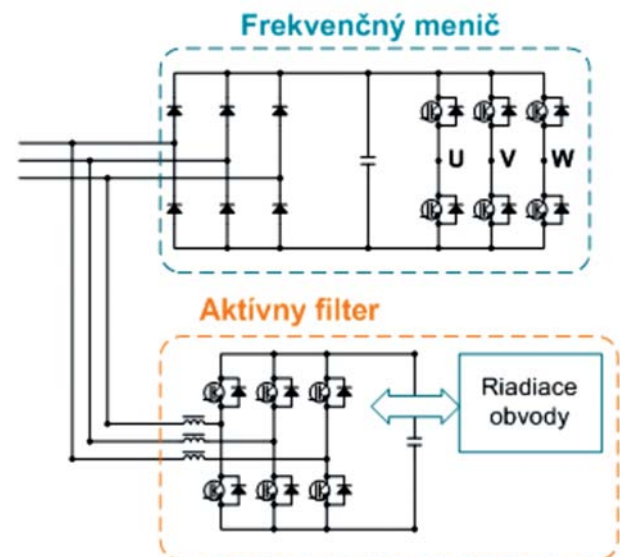 Frekvenčný menič
U V W
Aktívny filter
Riadiace
obvody